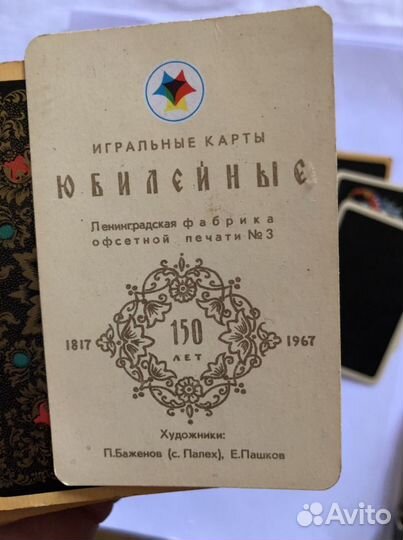 ИГРАЛЬНЫЕ КАРТЫ
ЮБИЛЕЙНЫЕ
Ленинградская фабрика
офсетной печати №3
1817 150 1967
ЛЕТ
Художники:
П.Баженов (с. Палех), Е.Пашков
Avito